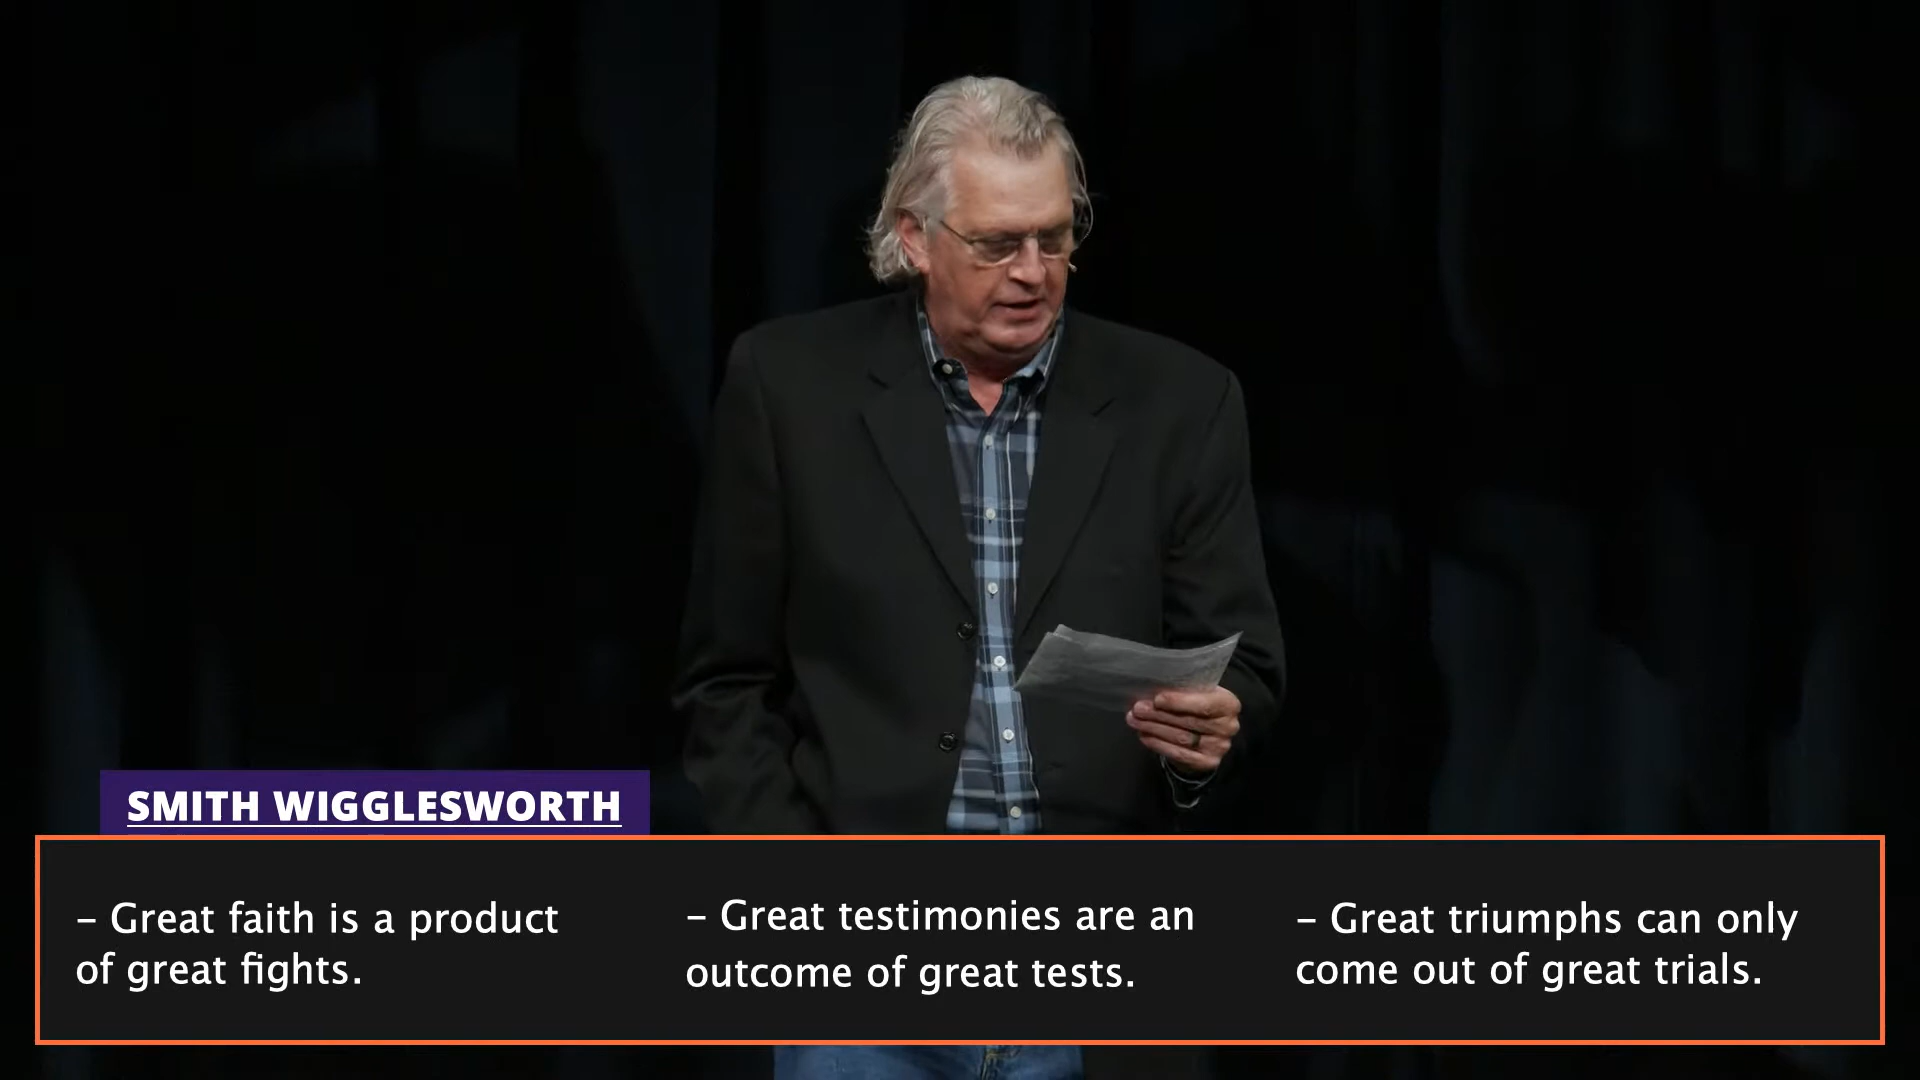 SMITH WIGGLESWORTH
– Great faith is a product
of great fights.
– Great testimonies are an
outcome of great tests.
– Great triumphs can only
come out of great trials.